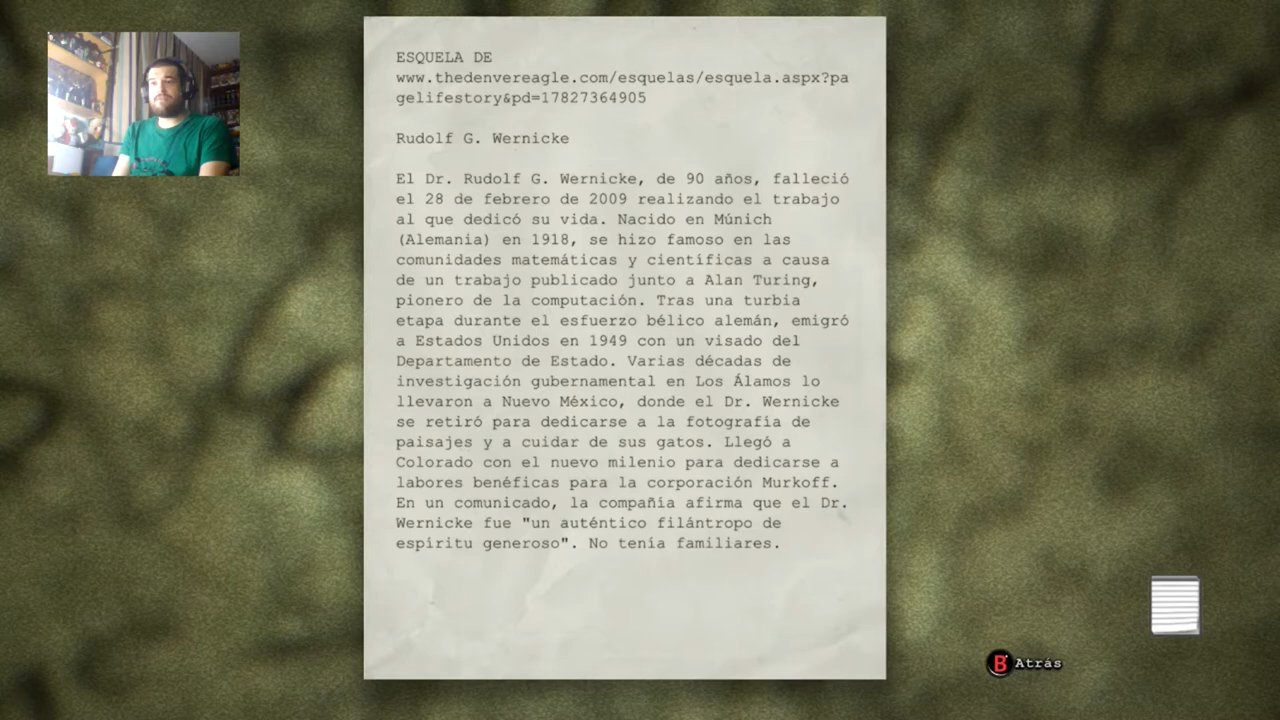 ESQUELA DE
www.thedenvereagle.com/esquelas/esquela.aspx?pa
gelifestory&pd=17827364905
Rudolf G. Wernicke
El Dr. Rudolf G. Wernicke, de 90 años, falleció
el 28 de febrero de 2009 realizando el trabajo
al que dedicó su vida. Nacido en Múnich
(Alemania) en 1918, se hizo famoso en las
comunidades matemáticas y científicas a causa
de un trabajo publicado junto a Alan Turing,
pionero de la computación. Tras una turbia
etapa durante el esfuerzo bélico alemán, emigró
a Estados Unidos en 1949 con un visado del
Departamento de Estado. Varias décadas de
investigación gubernamental en Los Álamos lo
llevaron a Nuevo México, donde el Dr. Wernicke
se retiró para dedicarse a la fotografía de
paisajes y a cuidar de sus gatos. Llegó a
Colorado con el nuevo milenio para dedicarse a
labores benéficas para la corporación Murkoff.
En un comunicado, la compañía afirma que el Dr.
Wernicke fue "un auténtico filántropo de
espíritu generoso". No tenía familiares.
B Atrás